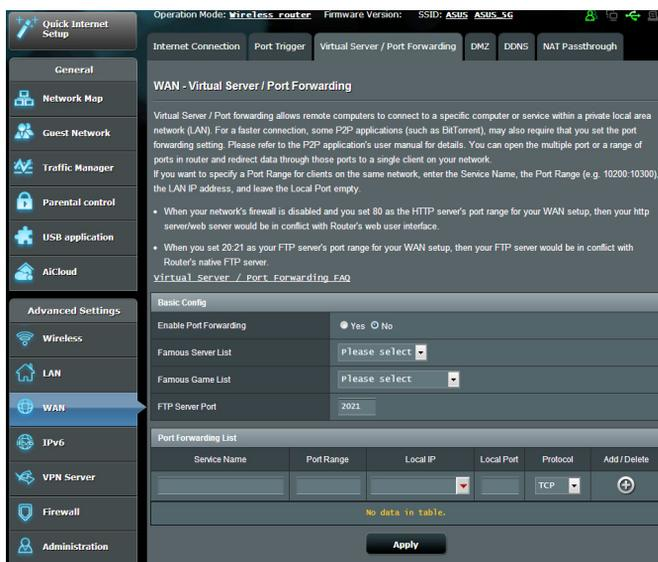 Operation Mode: Wireless router Firmware Version: SSID: ASUS ASUS_5G
Quick Internet
Setup
General
Network Map
Guest Network
Traffic Manager
Parental control
USB application
AiCloud
Advanced Settings
Wireless
LAN
WAN
IPv6
VPN Server
Firewall
Administration
Internet Connection Port Trigger Virtual Server / Port Forwarding DMZ DDNS NAT Passthrough
WAN - Virtual Server / Port Forwarding
Virtual Server / Port forwarding allows remote computers to connect to a specific computer or service within a private local area
network (LAN). For a faster connection, some P2P applications (such as BitTorrent), may also require that you set the port
forwarding setting. Please refer to the P2P application's user manual for details. You can open the multiple port or a range of
ports in router and redirect data through those ports to a single client on your network.
If you want to specify a Port Range for clients on the same network, enter the Service Name, the Port Range (e.g. 10200:10300),
the LAN IP address, and leave the Local Port empty.
• When your network's firewall is disabled and you set 80 as the HTTP server's port range for your WAN setup, then your http
server/web server would be in conflict with Router's web user interface.
• When you set 20:21 as your FTP server's port range for your WAN setup, then your FTP server would be in conflict with
Router's native FTP server.
Virtual Server / Port Forwarding FAQ
Basic Config
Enable Port Forwarding Yes No
Famous Server List Please select
Famous Game List Please select
FTP Server Port 2021
Port Forwarding List
Service Name Port Range Local IP Local Port Protocol Add / Delete
TCP
No data in table.
Apply